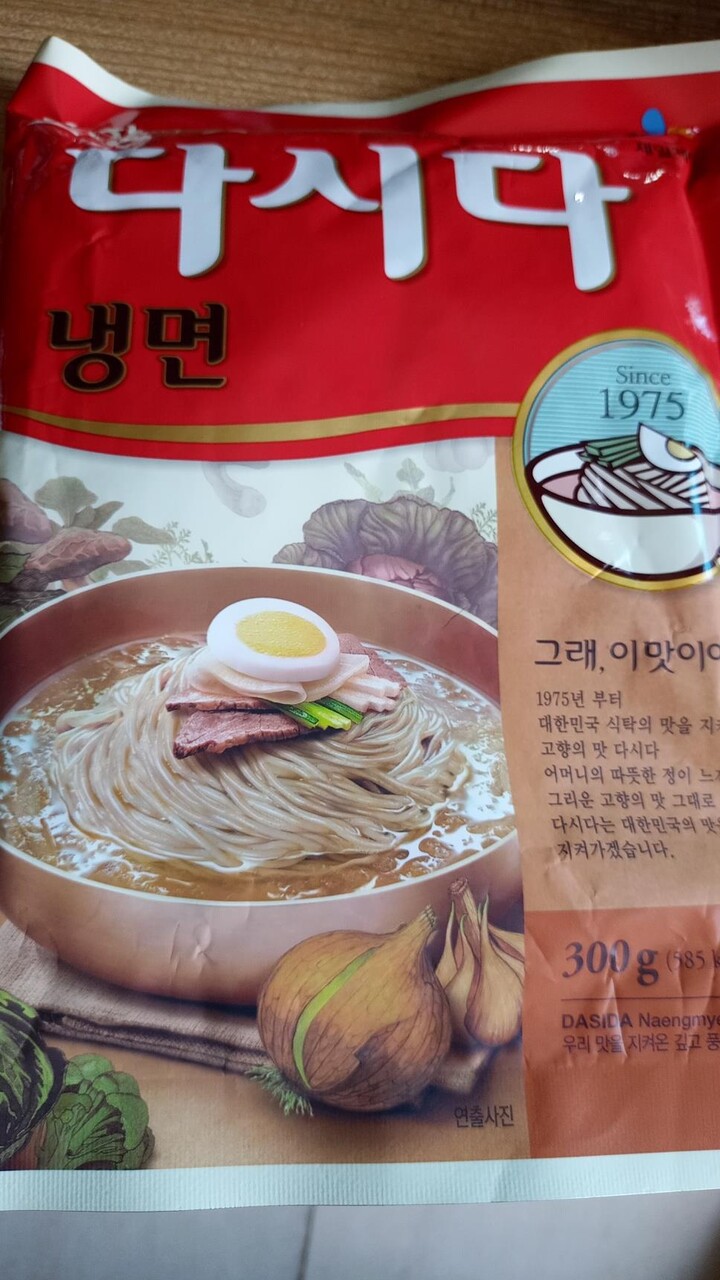 다시다
냉면
Since
1975
그래, 이맛이야
1975년 부터
대한민국 식탁의 맛을
고향의 맛 다시다
어머니의 따뜻한 정이
그리운 고향의 맛 그대로
다시다는 대한민국의
지켜가겠습니다.
300g (585
DASIDA
우리 맛을 지켜온 깊고
연출사진